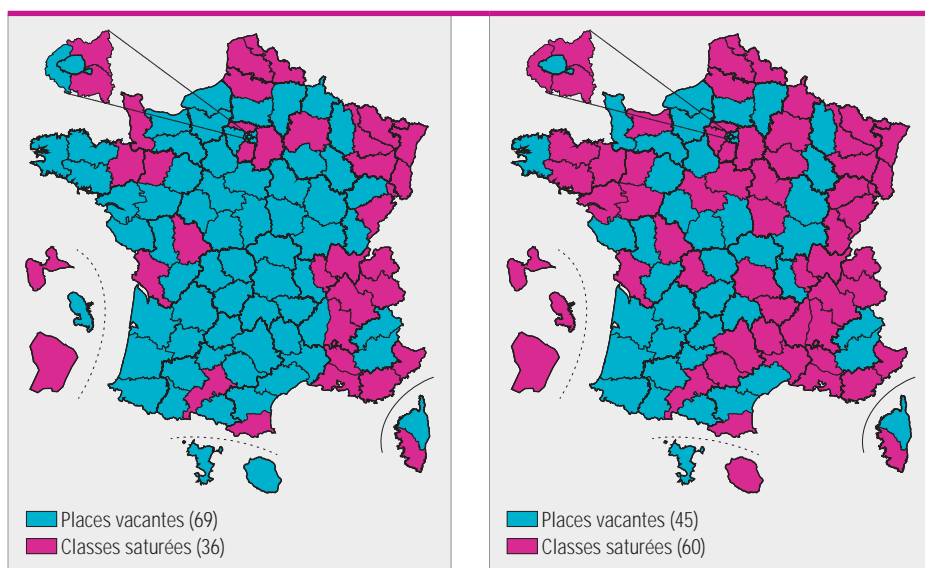 Places vacantes (69)
Classes saturées (36)
Places vacantes (45)
Classes saturées (60)